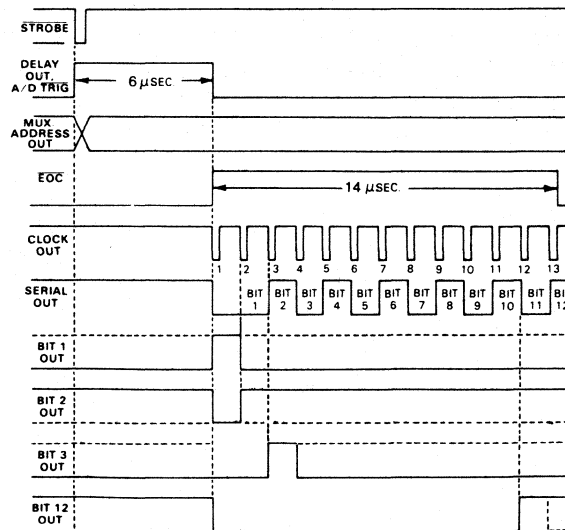 STROBE
DELAY
OUT,
A/D TRIG
6 µSEC
MUX
ADDRESS
OUT
EOC
14 µSEC.
CLOCK
OUT
1 2 3 4 5 6 7 8 9 10 11 12 13
SERIAL
OUT
BIT 1 BIT 2 BIT 3 BIT 4 BIT 5 BIT 6 BIT 7 BIT 8 BIT 9 BIT 10 BIT 11 BIT 12
BIT 1
OUT
BIT 2
OUT
BIT 3
OUT
BIT 12
OUT